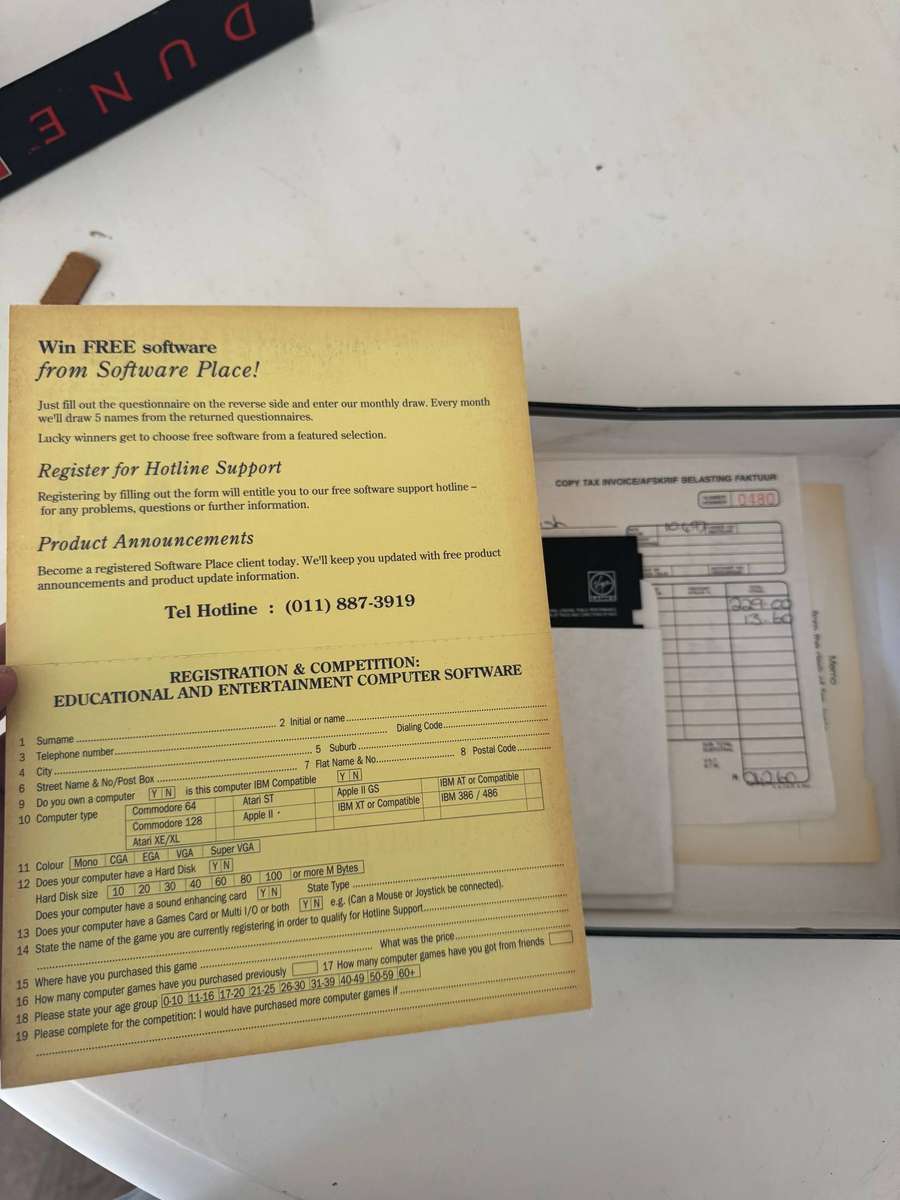 DUNE
Win FREE software
from Software Place!
Just fill out the questionnaire on the reverse side and enter our monthly draw. Every month
we'll draw 5 names from the returned questionnaires.
Lucky winners get to choose free software from a featured selection.
Register for Hotline Support
Registering by filling out the form will entitle you to our free software support hotline –
for any problems, questions or further information.
Product Announcements
Become a registered Software Place client today. We'll keep you updated with free product
announcements and product update information.
Tel Hotline : (011) 887-3919
REGISTRATION & COMPETITION:
EDUCATIONAL AND ENTERTAINMENT COMPUTER SOFTWARE
1 Surname 2 Initial or name
3 Telephone number Dialing Code
4 City 5 Suburb
6 Street Name & No/Post Box 7 Flat Name & No 8 Postal Code
9 Do you own a computer Y N is this computer IBM Compatible Y N
10 Computer type Commodore 64 Atari ST Apple II GS IBM AT or Compatible
Commodore 128 Apple II IBM XT or Compatible IBM 386 / 486
Atari XE/XL
11 Colour Mono CGA EGA VGA Super VGA
12 Does your computer have a Hard Disk Y N
Hard Disk size 10 20 30 40 60 80 100 or more M Bytes
Does your computer have a sound enhancing card Y N State Type
13 Does your computer have a Games Card or Multi I/O or both Y N e.g. (Can a Mouse or Joystick be connected).
14 State the name of the game you are currently registering in order to qualify for Hotline Support
15 Where have you purchased this game What was the price
16 How many computer games have you purchased previously 17 How many computer games have you got from friends
18 Please state your age group 0-10 11-16 17-20 21-25 26-30 31-39 40-49 50-59 60+
19 Please complete for the competition: I would have purchased more computer games if
COPY TAX INVOICE/AFSKRIF BELASTING FAKTUUR
0480
229.00
13.60
Virgin
Memo